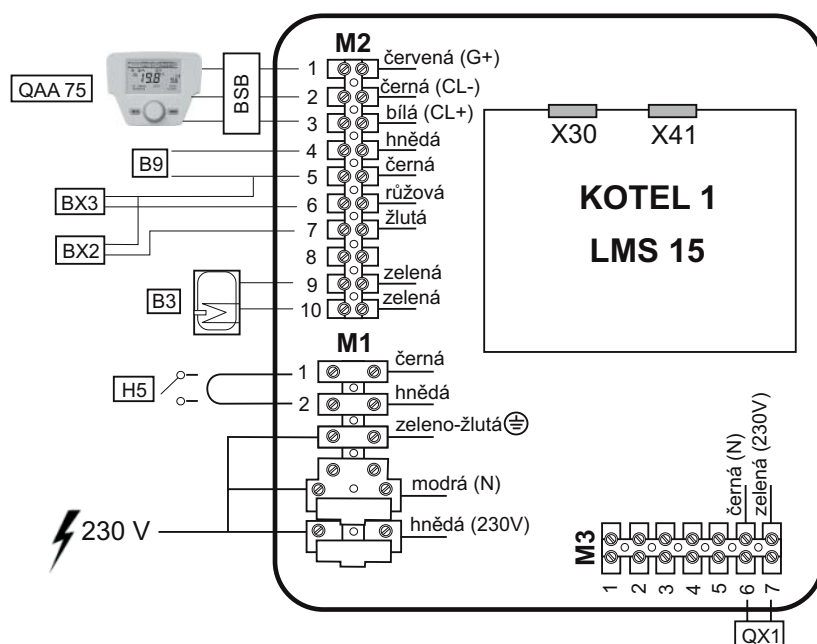 M2
QAA 75
19.8
BSB
1
2
3
4
5
6
7
8
9
10
červená (G+)
černá (CL-)
bílá (CL+)
hnědá
černá
růžová
žlutá
zelená
zelená
B9
BX3
BX2
B3
X30
X41
KOTEL 1
LMS 15
M1
H5
1
2
černá
hnědá
zeleno-žlutá
modrá (N)
hnědá (230V)
230 V
černá (N)
zelená (230V)
M3
1
2
3
4
5
6
7
QX1